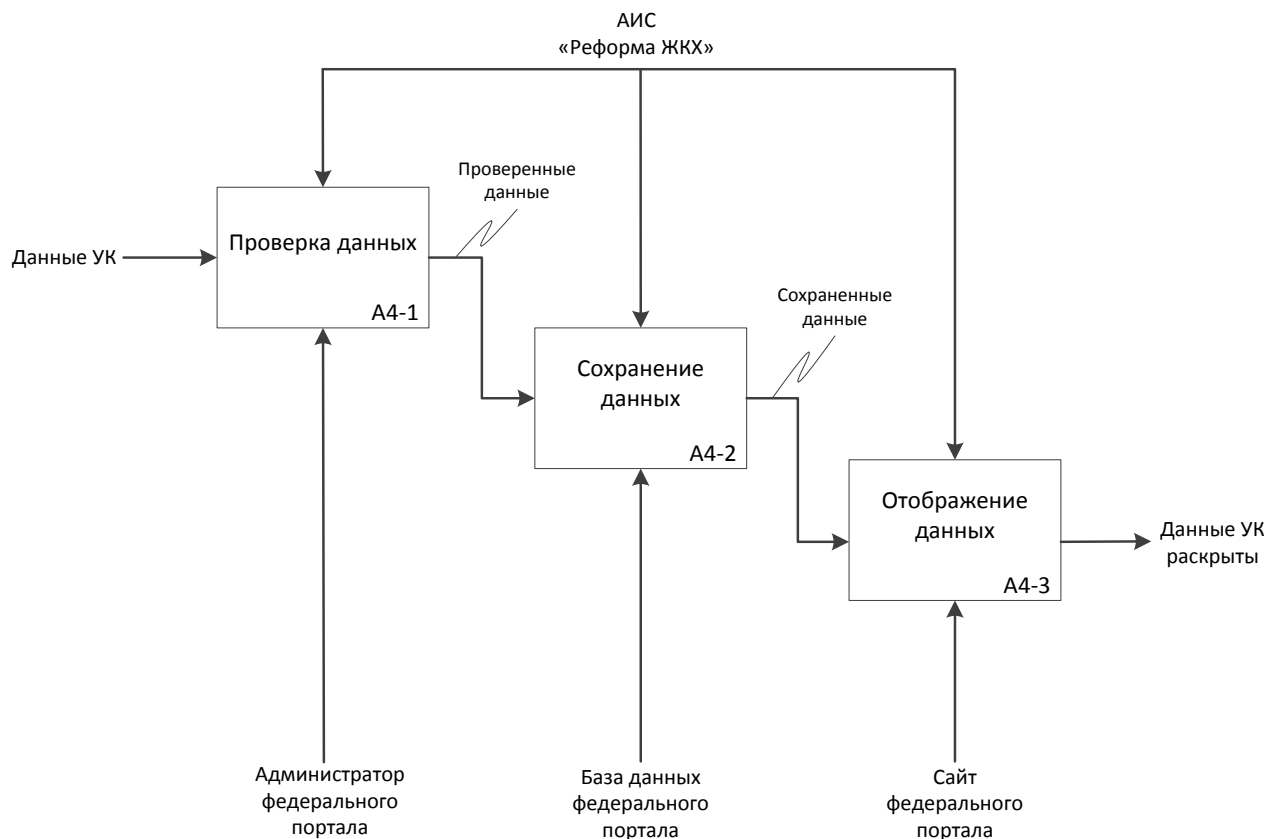 АИС
«Реформа ЖКХ»
Проверенные
данные
Данные УК
Проверка данных
А4-1
Сохраненные
данные
Сохранение
данных
А4-2
Отображение
данных
А4-3
Данные УК
раскрыты
Администратор
федерального
портала
База данных
федерального
портала
Сайт
федерального
портала